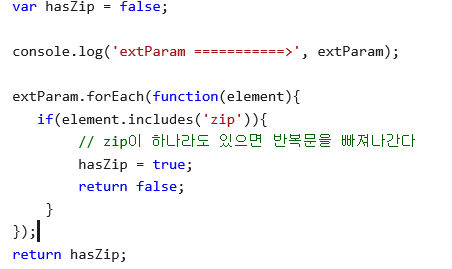 var hasZip = false;
console.log('extParam ===========>', extParam);
extParam.forEach(function(element){
if(element.includes('zip')){
// zip이 하나라도 있으면 반복문을 빠져나간다
hasZip = true;
return false;
}
});
return hasZip;